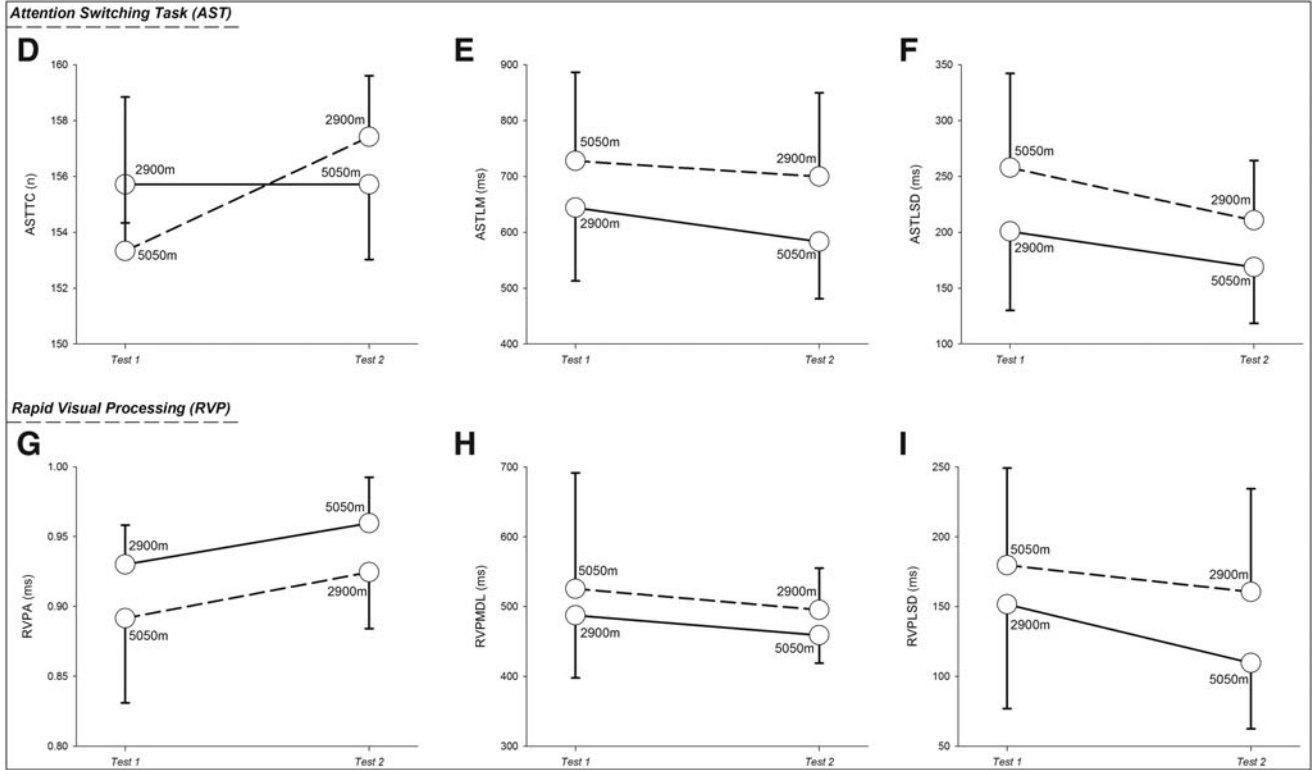 Attention Switching Task (AST)
D
160
158
156
154
152
150
ASTTC (n)
2900m
5050m
2900m
5050m
Test 1
Test 2
E
900
800
700
600
500
400
ASTLM (ms)
5050m
2900m
2900m
5050m
Test 1
Test 2
F
350
300
250
200
150
100
ASTLSD (ms)
5050m
2900m
2900m
5050m
Test 1
Test 2
Rapid Visual Processing (RVP)
G
1.00
0.95
0.90
0.85
0.80
RVPA (ms)
2900m
5050m
5050m
2900m
Test 1
Test 2
H
700
600
500
400
300
RVPMDL (ms)
5050m
2900m
2900m
5050m
Test 1
Test 2
I
250
200
150
100
50
RVPLSD (ms)
5050m
2900m
2900m
5050m
Test 1
Test 2